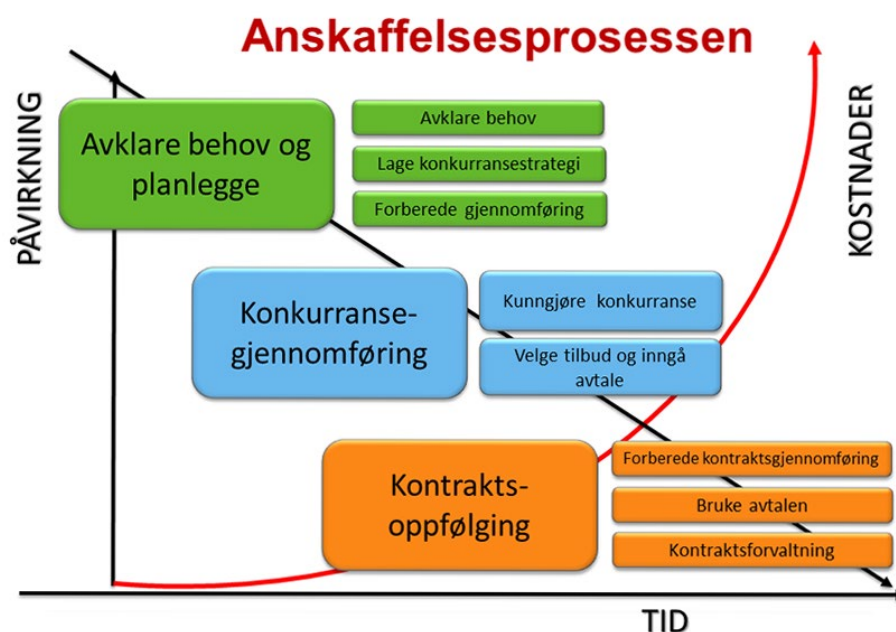 Anskaffelsesprosessen
PÅVIRKNING
KOSTNADER
Avklare behov og
planlegge
Avklare behov
Lage konkurransestrategi
Forberede gjennomføring
Konkurranse-
gjennomføring
Kunngjøre konkurranse
Velge tilbud og inngå
avtale
Kontrakts-
oppfølging
Forberede kontraktsgjennomføring
Bruke avtalen
Kontraktsforvaltning
TID